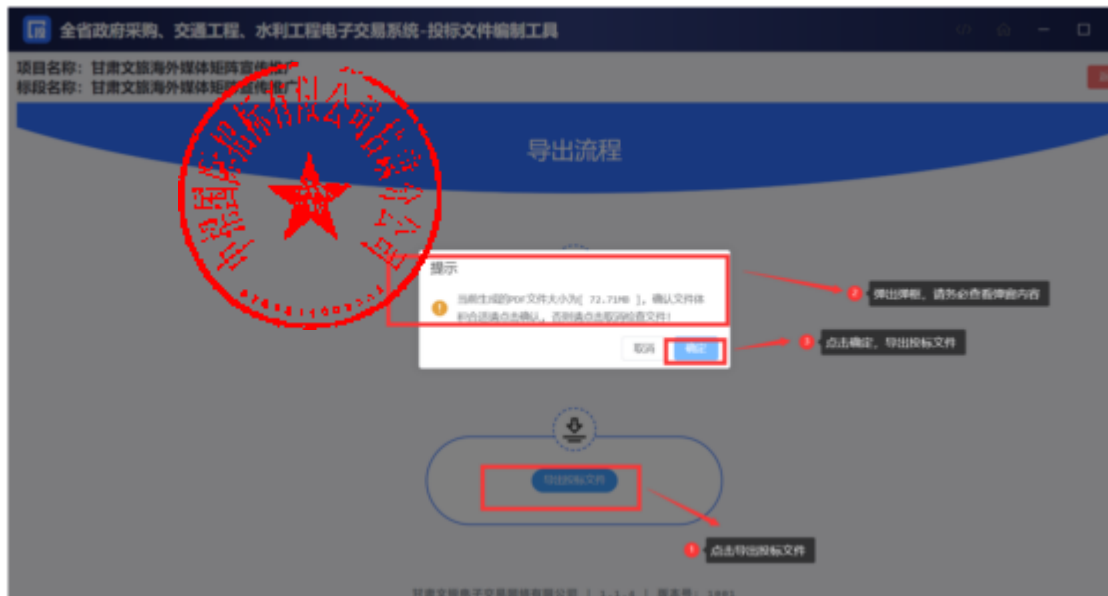 全省政府采购、交通工程、水利工程电子交易系统-投标文件编制工具
项目名称：甘肃文旅海外媒体矩阵宣传推广
标段名称：甘肃文旅海外媒体矩阵宣传推广
导出流程
提示
当前生成的PDF文件大小为[ 72.71MB ]，确认文件体
积合适请点击确认，否则请点击取消检查文件！
取消 确定
2 弹出弹框，请务必查看弹窗内容
3 点击确定，导出投标文件
导出投标文件
1 点击导出投标文件